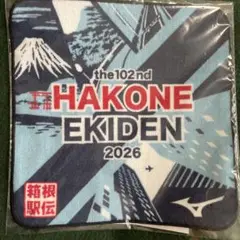 the 102nd
HAKONE
EKIDEN
2026
箱根
駅伝